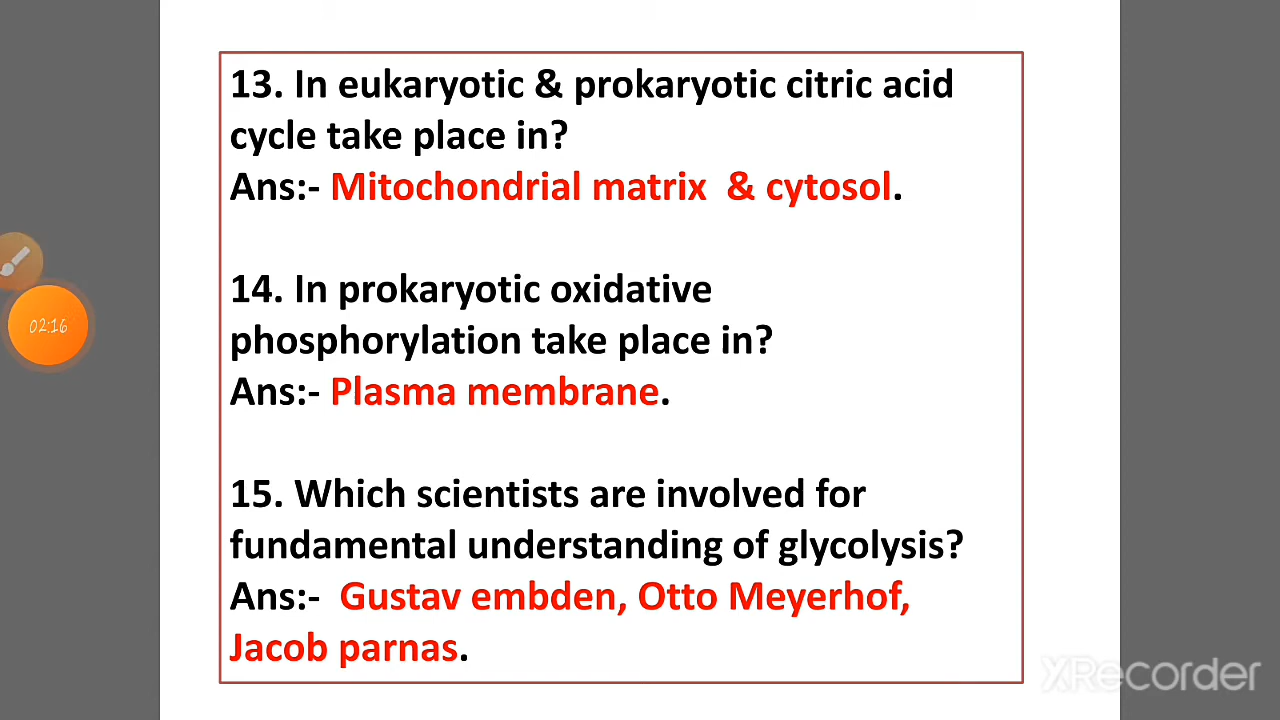 13. In eukaryotic & prokaryotic citric acid
cycle take place in?
Ans:- Mitochondrial matrix & cytosol.
14. In prokaryotic oxidative
phosphorylation take place in?
Ans:- Plasma membrane.
15. Which scientists are involved for
fundamental understanding of glycolysis?
Ans:- Gustav embden, Otto Meyerhof,
Jacob parnas.
02:16
XRecorder